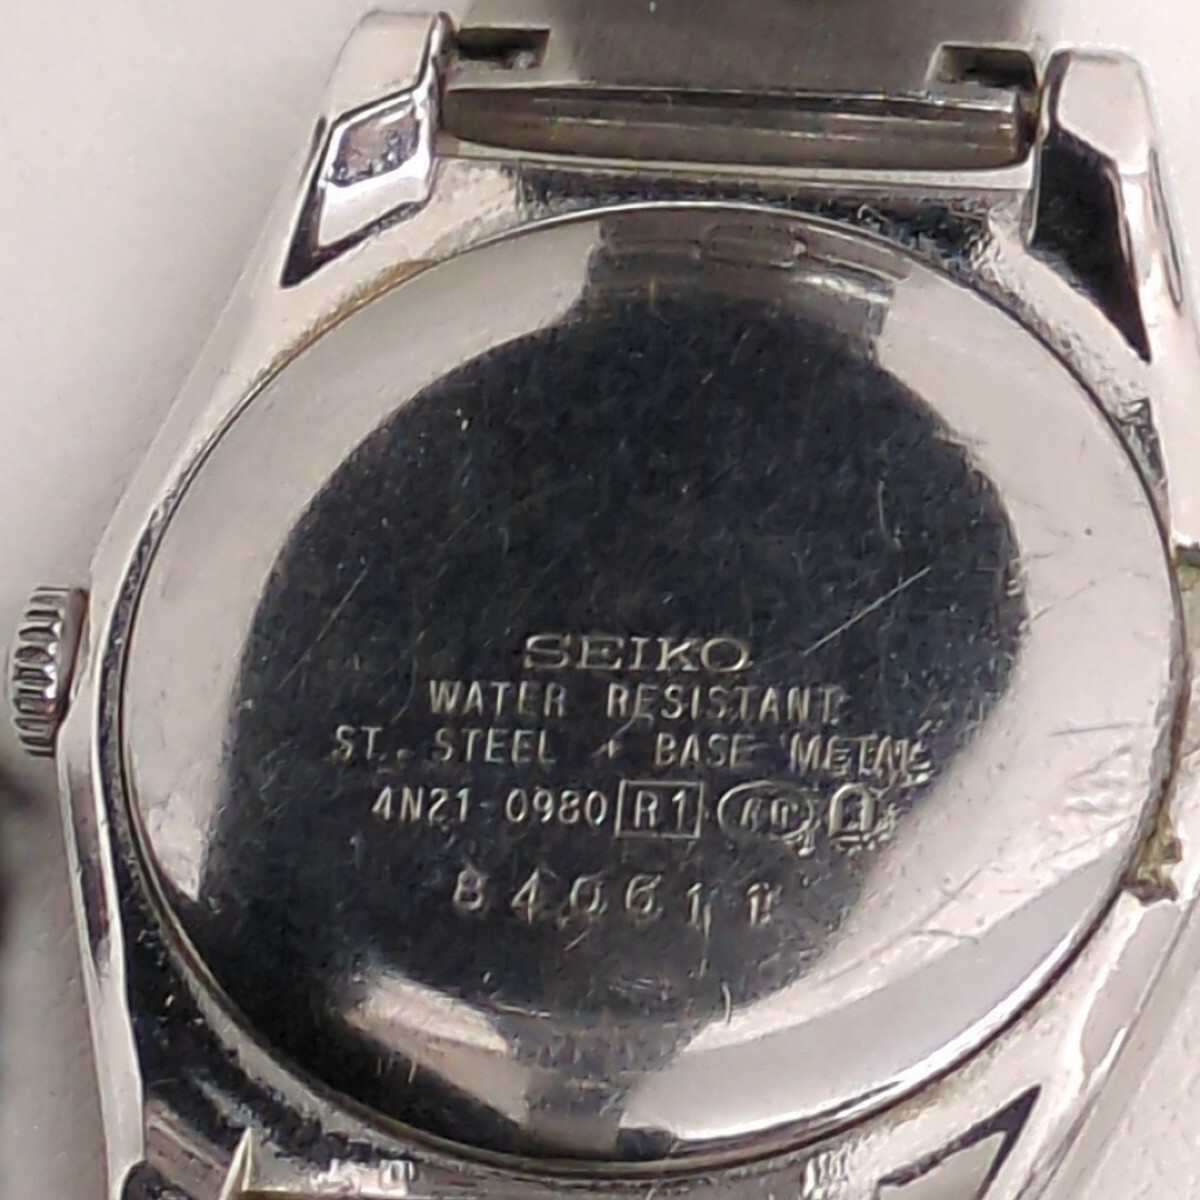 SEIKO
WATER RESISTANT
ST. STEEL + BASE METAL
4N21-0980 R1
840611